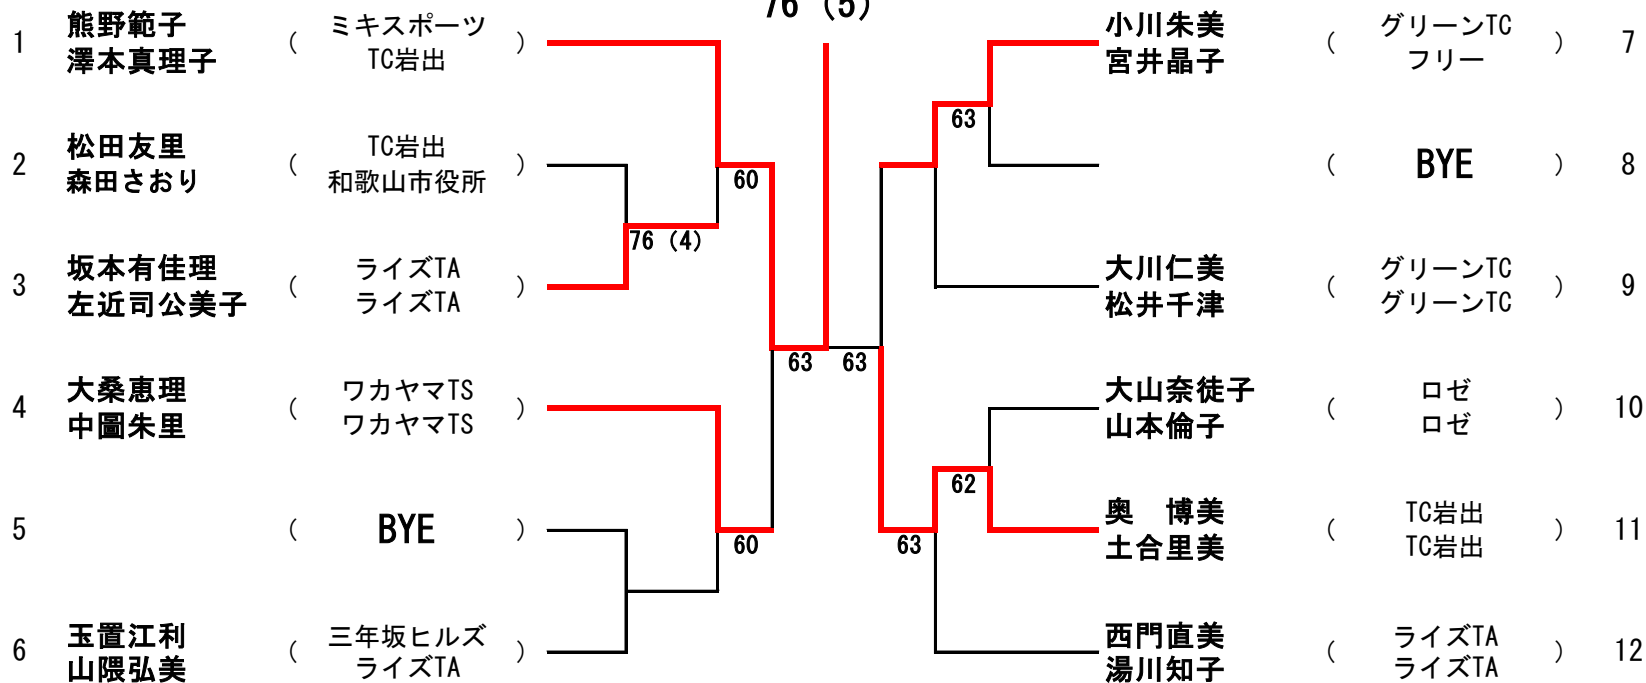 76 (5)
1 熊野範子 ( ミキスポーツ )
澤本真理子 TC岩出
2 松田友里 ( TC岩出 )
森田さおり 和歌山市役所
3 坂本有佳理 ( ライズTA )
左近司公美子 ライズTA
4 大桑恵理 ( ワカヤマTS )
中圖朱里 ワカヤマTS
5 ( BYE )
6 玉置江利 ( 三年坂ヒルズ )
山隈弘美 ライズTA
60
76 (4)
63
60
63
63
63
62
小川朱美 ( グリーンTC ) 7
宮井晶子 フリー
( BYE ) 8
大川仁美 ( グリーンTC ) 9
松井千津 グリーンTC
大山奈徒子 ( ロゼ ) 10
山本倫子 ロゼ
奥 博美 ( TC岩出 ) 11
土合里美 TC岩出
西門直美 ( ライズTA ) 12
湯川知子 ライズTA